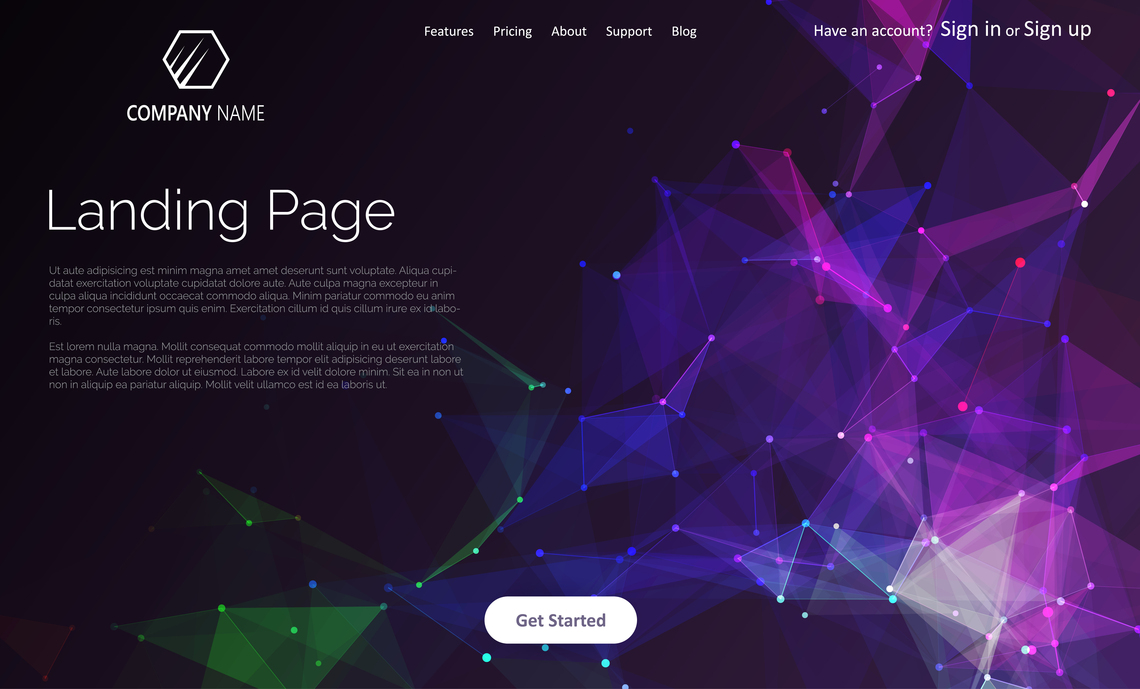 Features Pricing About Support Blog
Have an account? Sign in or Sign up
COMPANY NAME
Landing Page
Ut aute adipisicing est minim magna amet amet deserunt sunt voluptate. Aliqua cupi-
datat exercitation voluptate cupidatat dolore aute. Aute culpa magna excepteur in
culpa aliqua incididunt occaecat commodo aliqua. Minim pariatur commodo eu anim
tempor consectetur ipsum quis enim. Exercitation cillum id quis cillum irure ex id labo-
ris.
Est lorem nulla magna. Mollit consequat commodo mollit aliquip in eu ut exercitation
magna consectetur. Mollit reprehenderit labore tempor elit adipisicing deserunt labore
et labore. Aute labore dolor ut eiusmod. Labore ex id velit dolore minim. Sit ea in non ut
non in aliquip ea pariatur aliquip. Mollit velit ullamco est id ea laboris ut.
Get Started